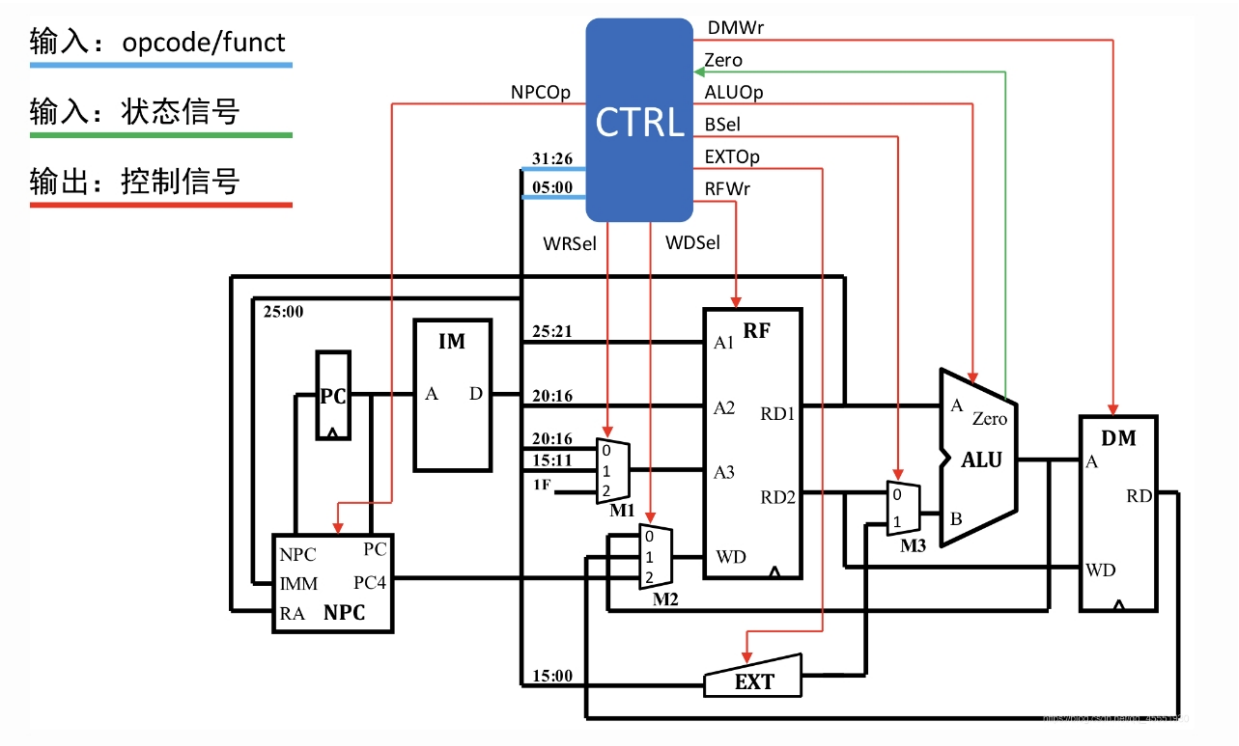 输入：opcode/funct
输入：状态信号
输出：控制信号
DMWr
Zero
NPCOp
CTRL
ALUOp
BSel
31:26
EXTOp
05:00
RFWr
WRSel
WDSel
25:00
IM
25:21
RF
A1
PC
A
D
20:16
A2
RD1
A
Zero
20:16
0
15:11
1
A3
ALU
DM
A
1F
2
M1
RD2
0
RD
1
B
M3
0
NPC
PC
1
WD
IMM
PC4
2
WD
RA
NPC
M2
15:00
EXT